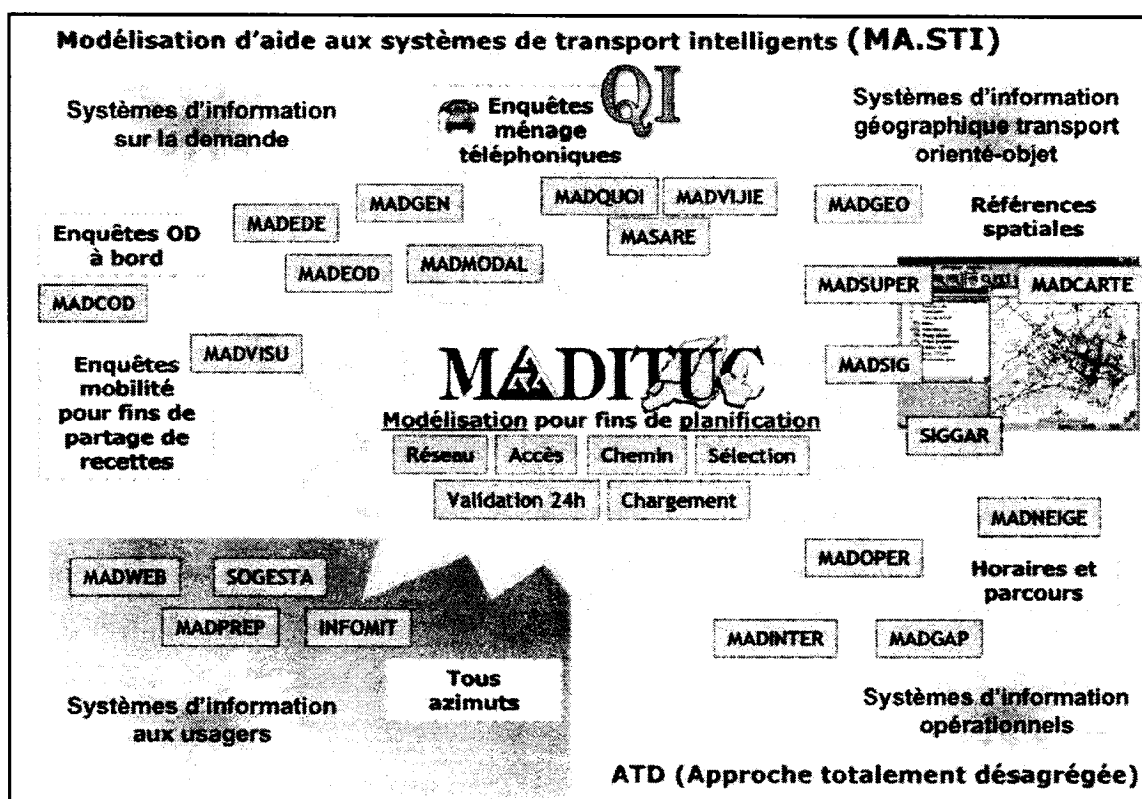 Modélisation d'aide aux systèmes de transport intelligents (MA.STI)
Systèmes d'information
sur la demande
Enquêtes
ménage
téléphoniques
QI
Systèmes d'information
géographique transport
orienté-objet
MADGEN
MADEDE
MADEOD
MADMODAL
MADQUOI
MADVIJIE
MASARE
MADGEO
Références
spatiales
Enquêtes OD
à bord
MADCOD
MADVISU
MADSUPER
MADCARTE
MADSIG
SIGGAR
Enquêtes
mobilité
pour fins de
partage de
recettes
MADITUC
Modélisation pour fins de planification
Réseau
Accès
Chemin
Sélection
Validation 24h
Chargement
MADNEIGE
MADOPER
Horaires et
parcours
MADINTER
MADGAP
MADWEB
SOGESTA
MADPREP
INFOMIT
Tous
azimuts
Systèmes d'information
aux usagers
Systèmes d'information
opérationnels
ATD (Approche totalement désagrégée)